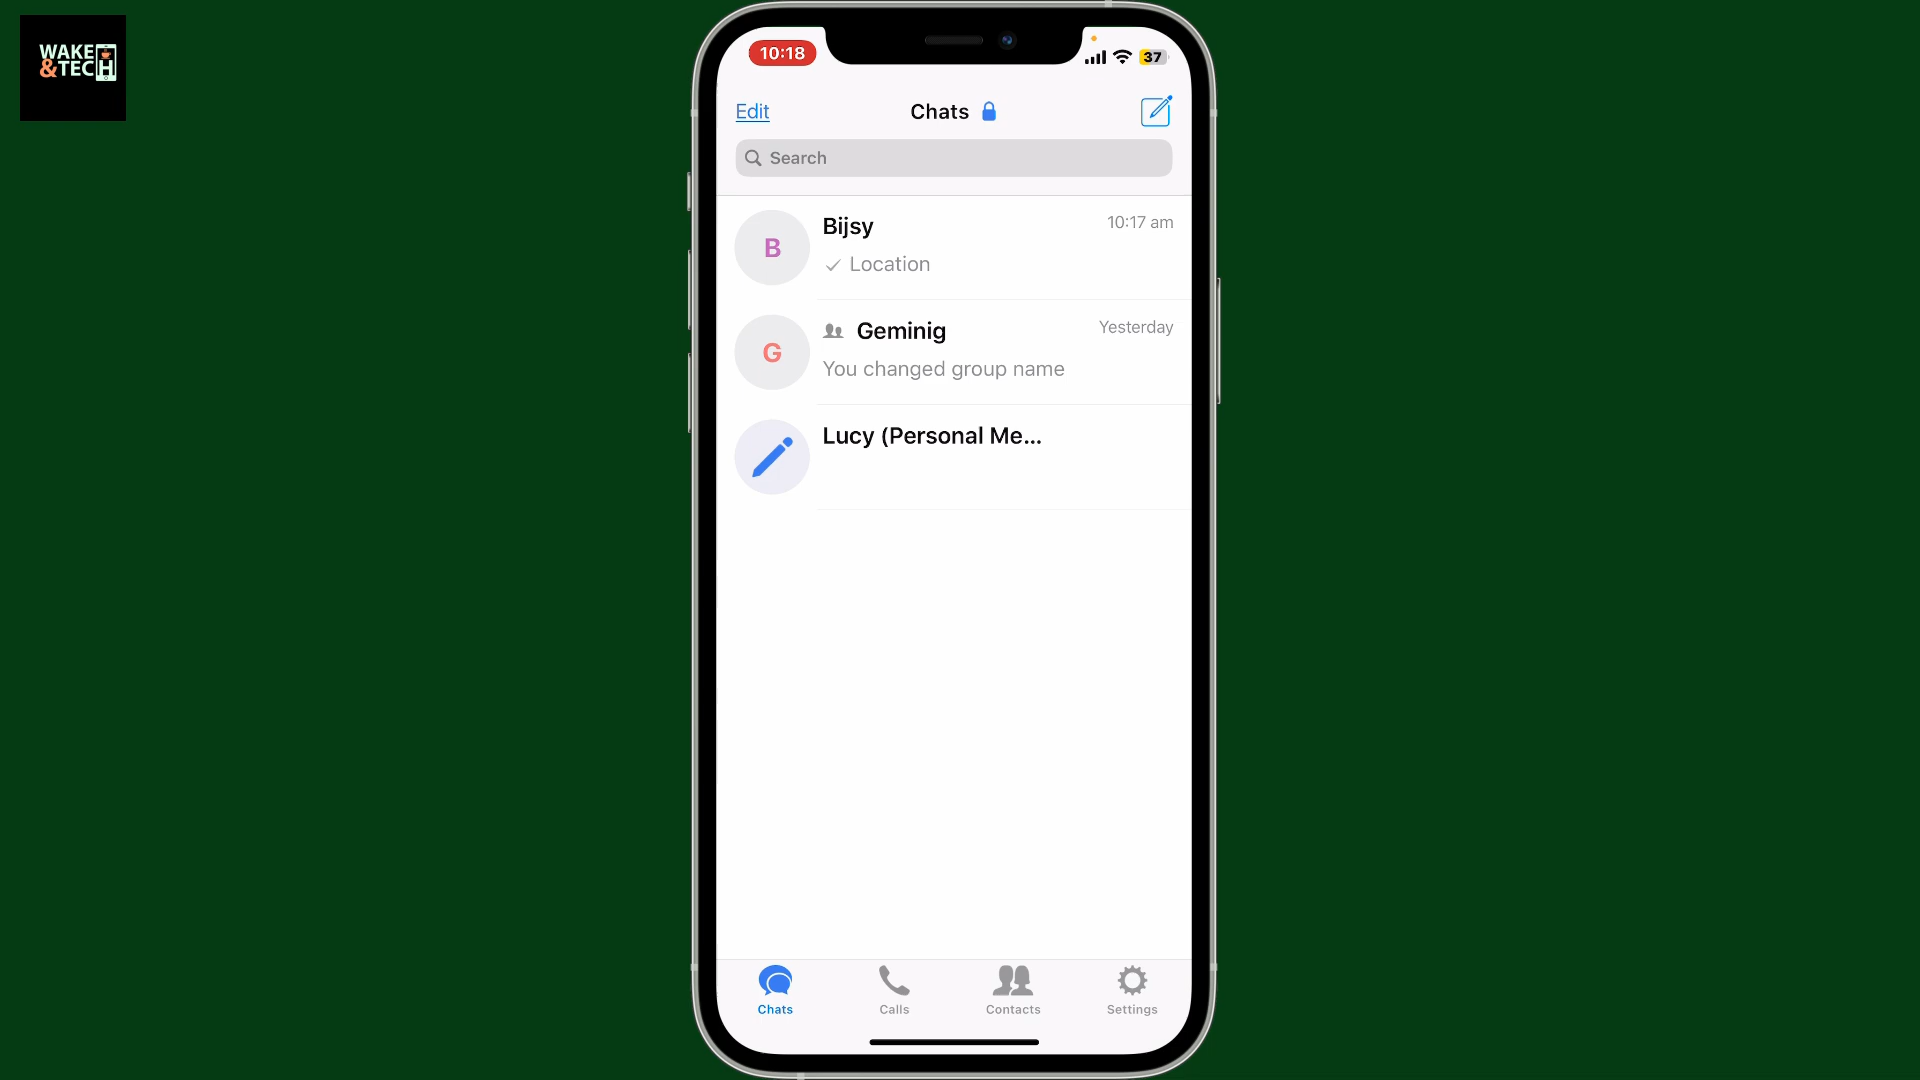 WAKE
&TECH
10:18
37
Edit
Chats
Search
B
Bijsy
10:17 am
Location
G
Geminig
Yesterday
You changed group name
Lucy (Personal Me...
Chats
Calls
Contacts
Settings